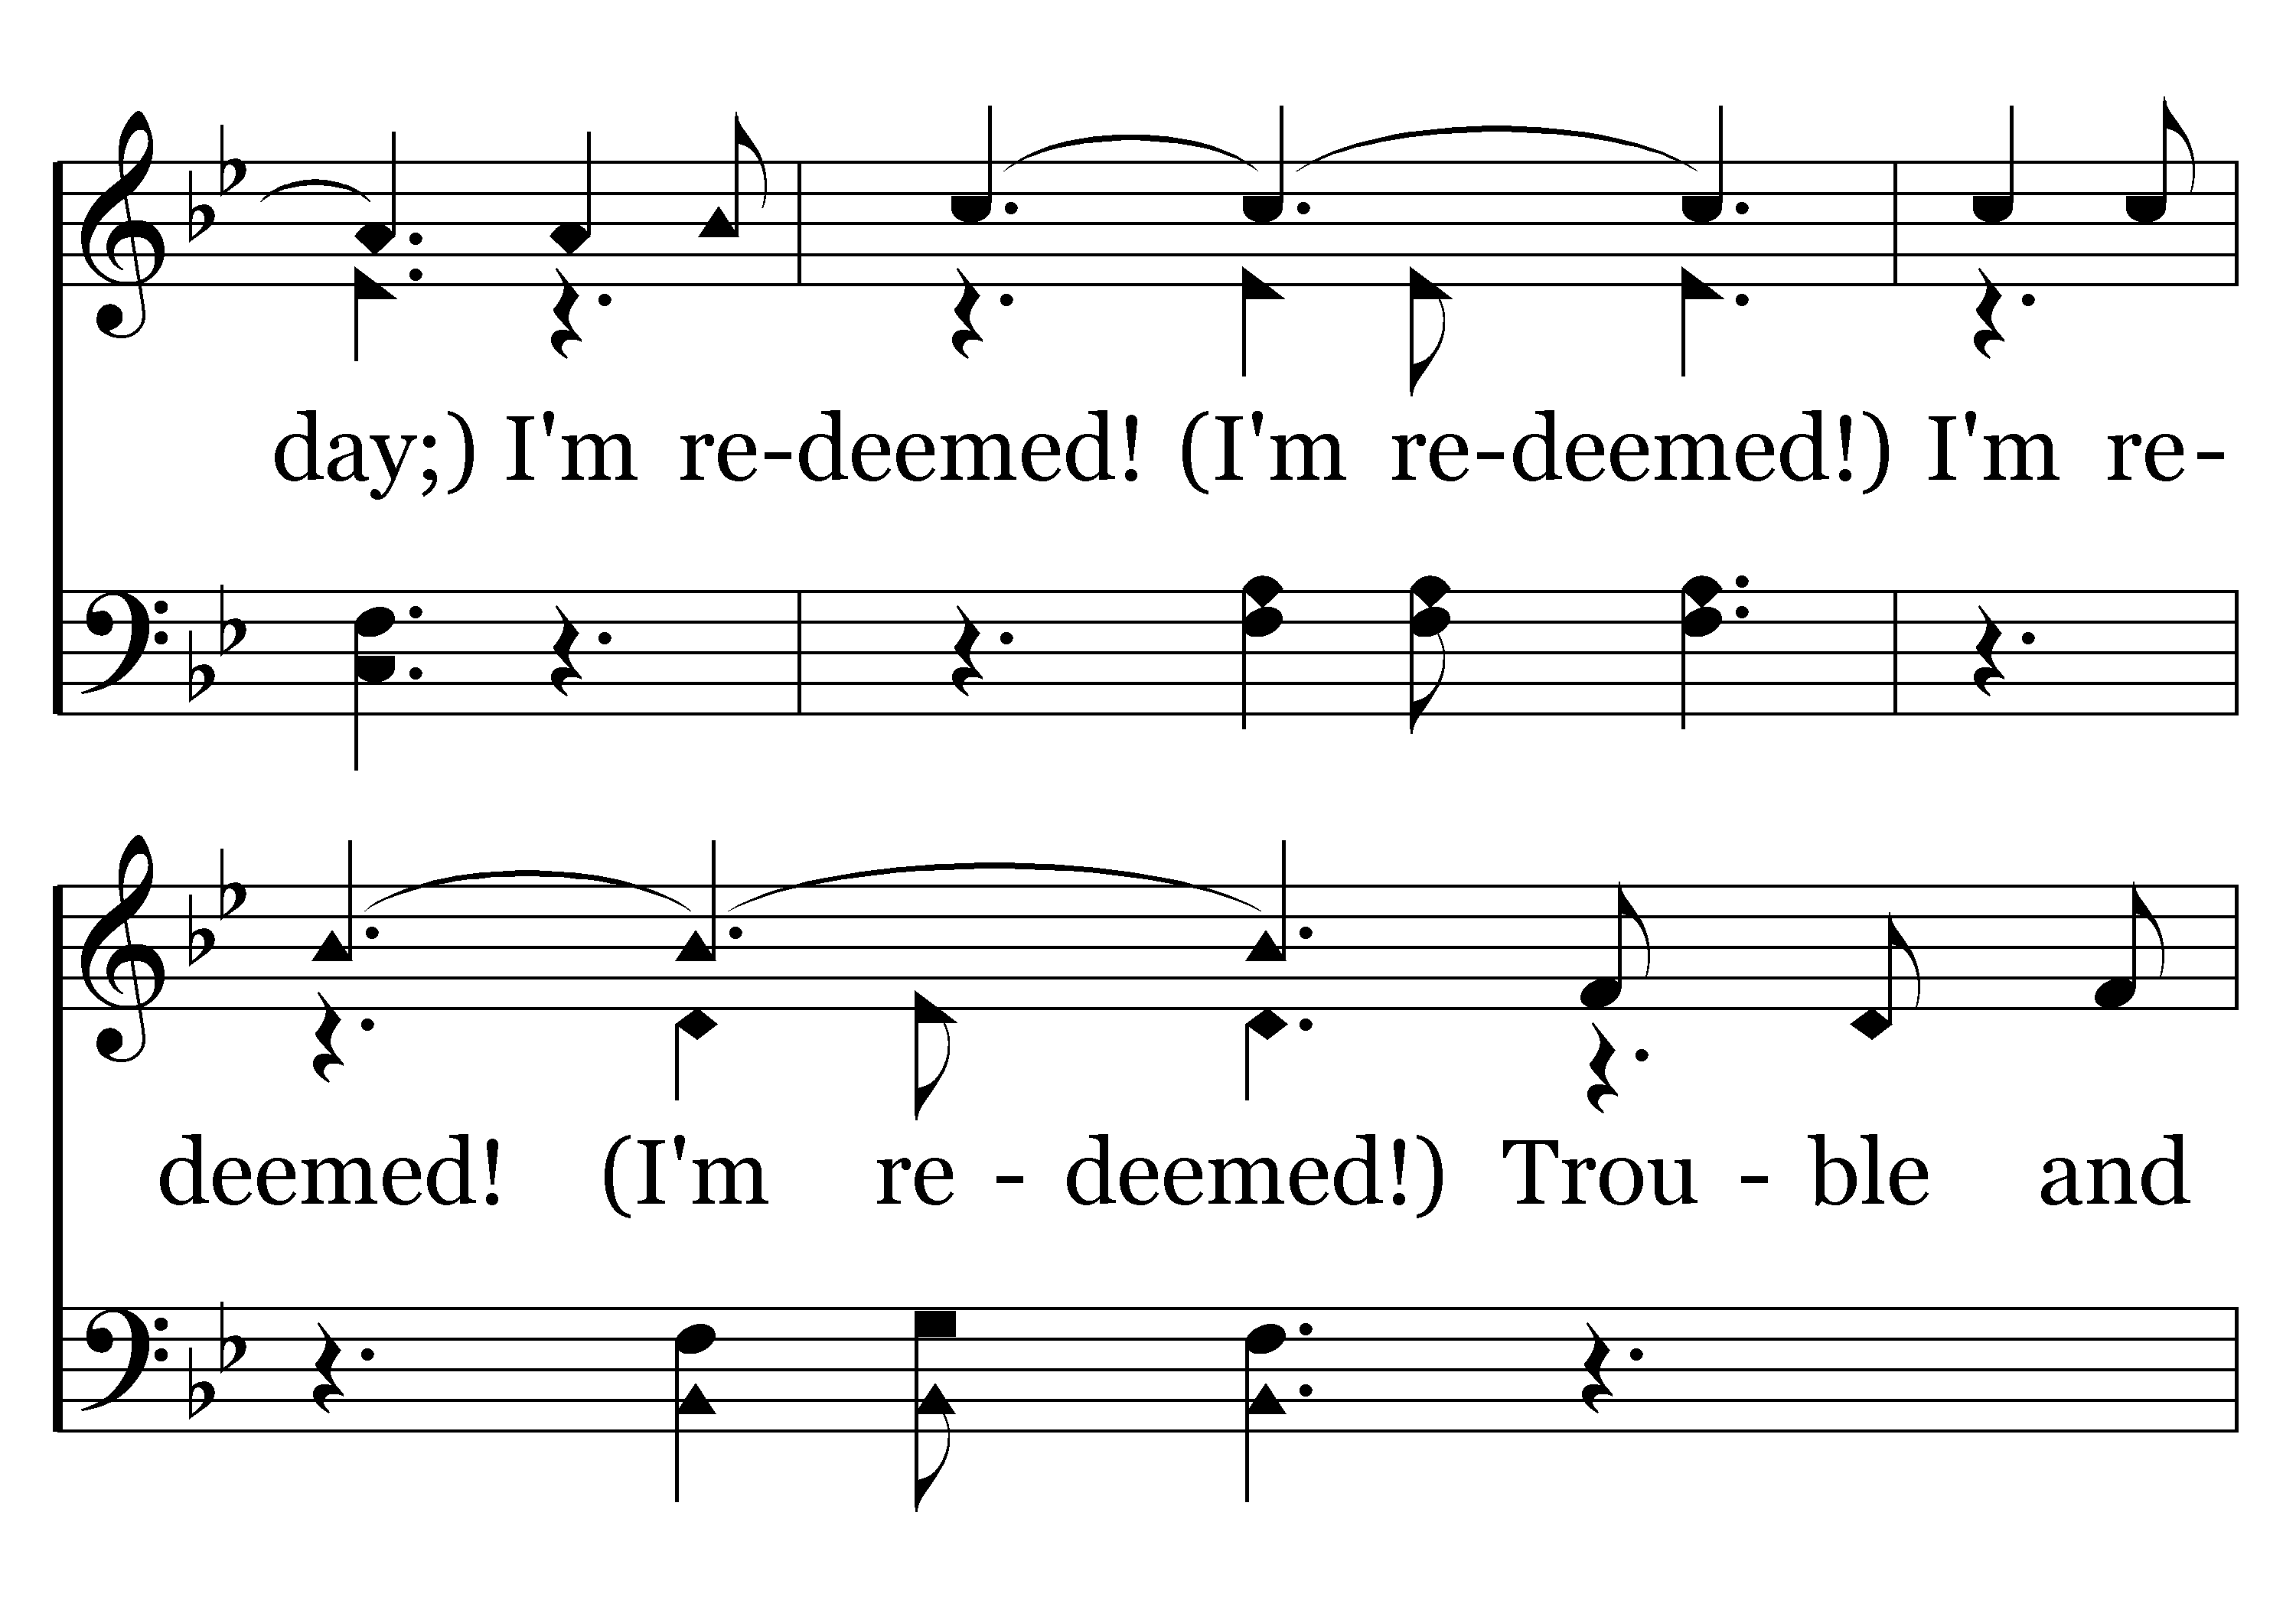 day;) I'm re-deemed! (I'm re-deemed!) I'm re-
deemed! (I'm re - deemed!) Trou - ble and